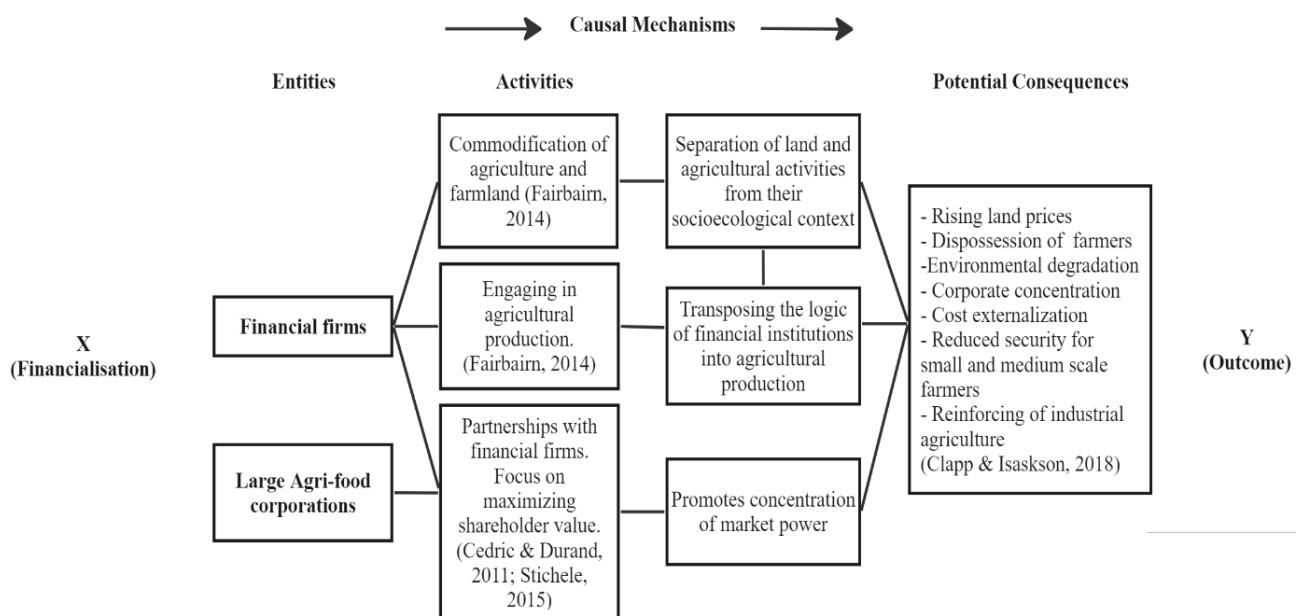 Causal Mechanisms
Entities
Activities
Potential Consequences
X
(Financialisation)
Financial firms
Large Agri-food
corporations
Commodification of
agriculture and
farmland (Fairbairn,
2014)
Engaging in
agricultural
production.
(Fairbairn, 2014)
Partnerships with
financial firms.
Focus on
maximizing
shareholder value.
(Cedric & Durand,
2011; Stichele,
2015)
Separation of land and
agricultural activities
from their
socioecological context
Transposing the logic
of financial institutions
into agricultural
production
Promotes concentration
of market power
- Rising land prices
- Dispossession of farmers
-Environmental degradation
- Corporate concentration
- Cost externalization
- Reduced security for
small and medium scale
farmers
- Reinforcing of industrial
agriculture
(Clapp & Isaskson, 2018)
Y
(Outcome)